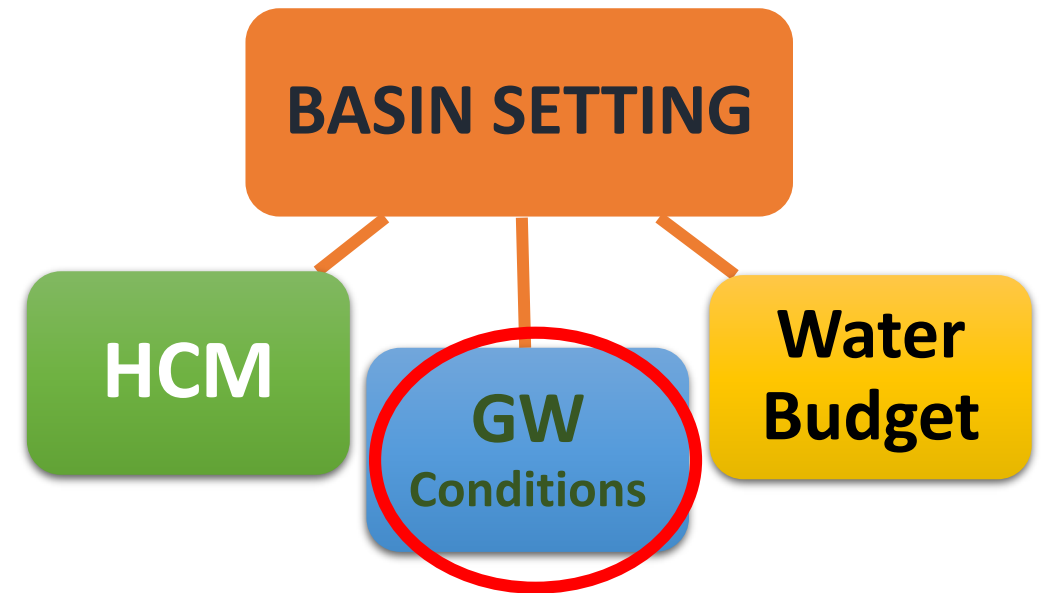 BASIN SETTING
HCM
GW
Conditions
Water
Budget